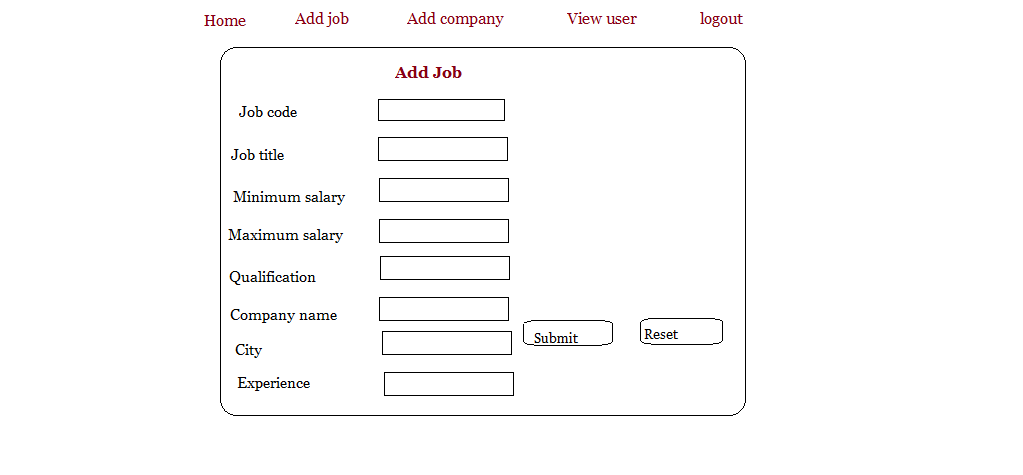 Home Add job Add company View user logout
Add Job
Job code
Job title
Minimum salary
Maximum salary
Qualification
Company name
Submit Reset
City
Experience